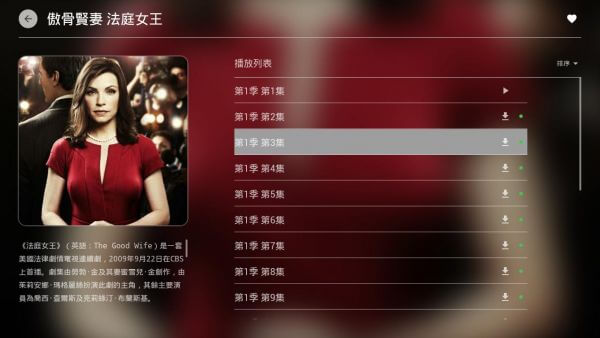 傲骨賢妻 法庭女王
播放列表
排序
第1季 第1集
第1季 第2集
第1季 第3集
第1季 第4集
第1季 第5集
第1季 第6集
第1季 第7集
第1季 第8集
第1季 第9集
《法庭女王》(英語:The Good Wife)是一套
美國法律劇情電視連續劇,2009年9月22日在CBS
上首播。劇集由勞勃·金及其妻蜜雪兒·金創作,由
茱莉安娜·瑪格麗絲扮演此劇的主角,其餘主要演
員為喬西·查爾斯及克莉絲汀·布蘭斯基。